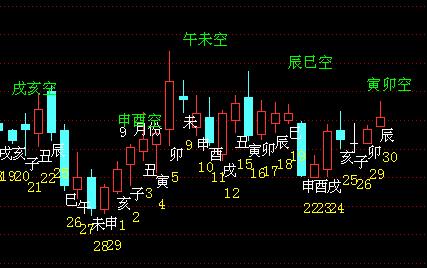 午未空
辰巳空
戌亥空
寅卯空
申酉空
9月份
戌
亥
子
丑
辰
巳
午
未
申
亥
子
丑
寅
卯
未
申
酉
戌
丑
寅
卯
辰
巳
申
酉
戌
亥
子
卯
辰
19
20
21
22
25
26
27
28
29
1
2
3
4
5
9
10
11
12
15
16
17
18
19
22
23
24
25
26
29
30